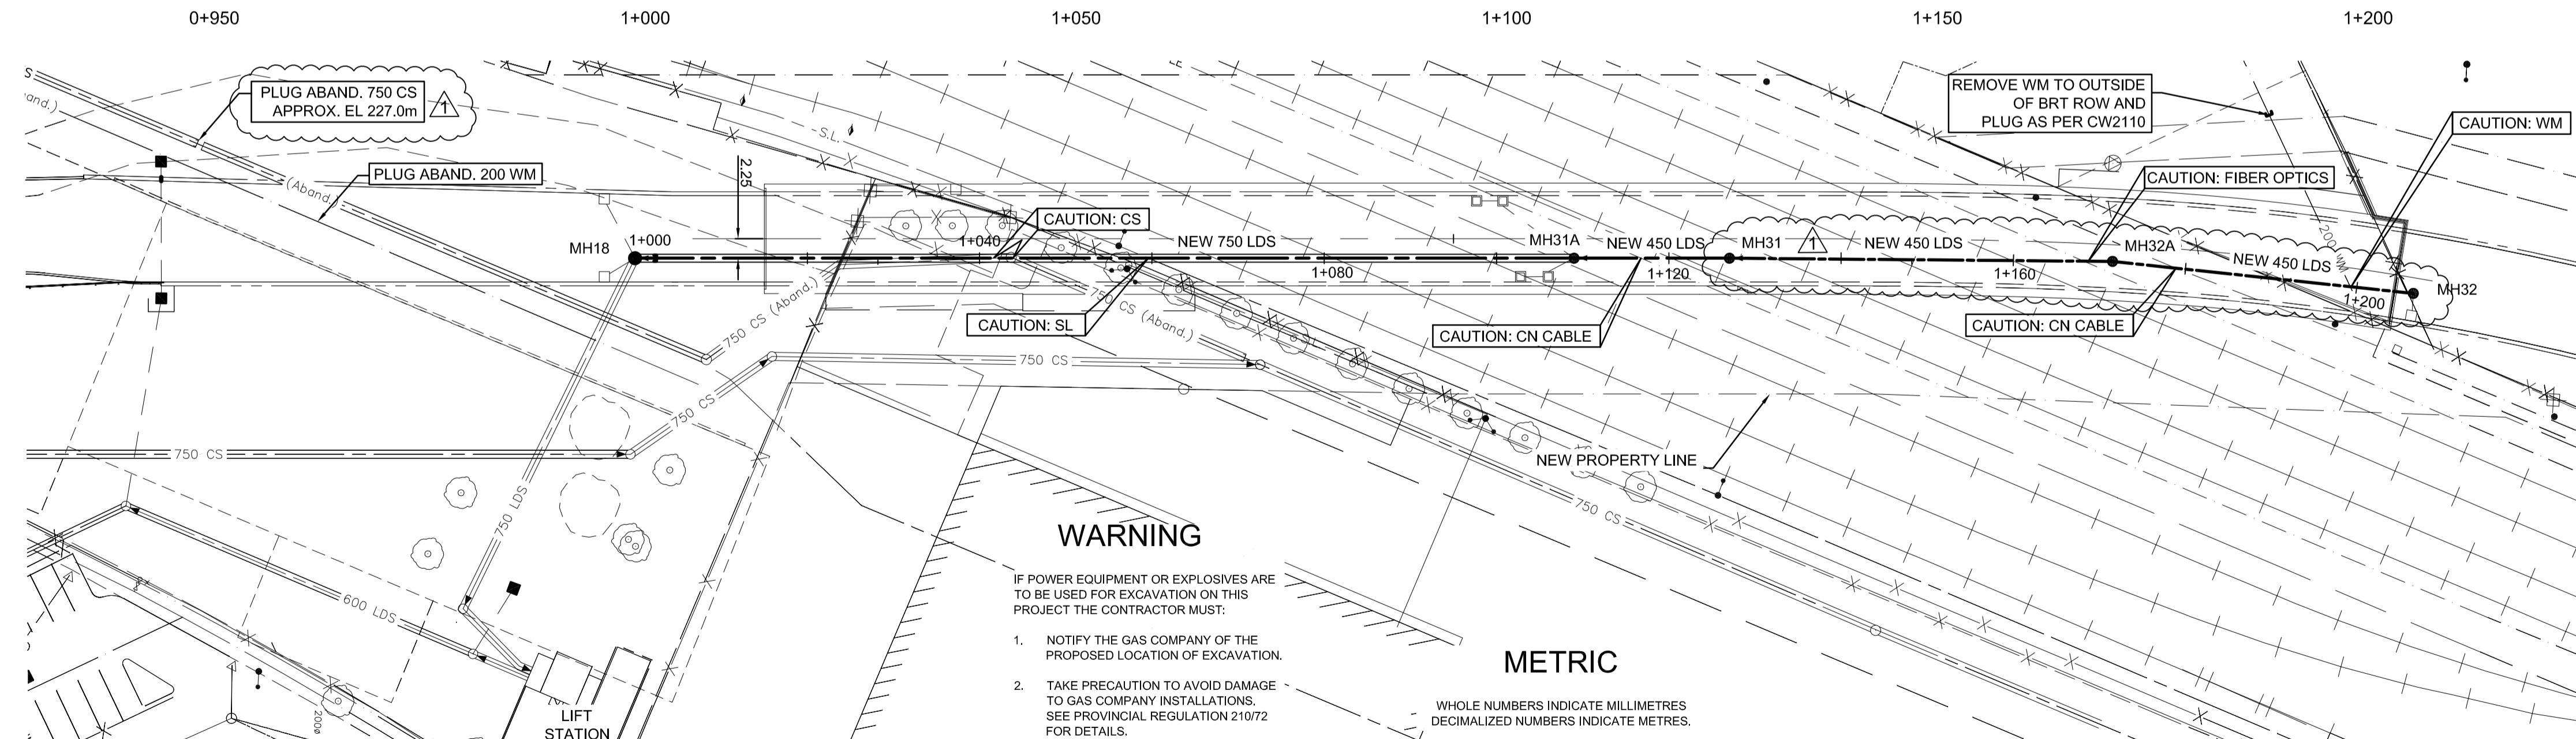 0+950
1+000
1+050
1+100
1+150
1+200
PLUG ABAND. 750 CS
APPROX. EL 227.0m
1
PLUG ABAND. 200 WM
(Aband.)
S
and.)
S.L.
2.25
REMOVE WM TO OUTSIDE
OF BRT ROW AND
PLUG AS PER CW2110
CAUTION: WM
CAUTION: FIBER OPTICS
CAUTION: CS
MH18
1+000
1+040
NEW 750 LDS
MH31A
NEW 450 LDS
MH31
1
NEW 450 LDS
MH32A
NEW 450 LDS
200
MH32
1+080
1+120
1+160
1+200
CAUTION: SL
CAUTION: CN CABLE
CAUTION: CN CABLE
750 CS (Aband.)
750 CS (Aband.)
750 CS
750 CS
750 CS
750 LDS
NEW PROPERTY LINE
750 CS
600 LDS
200ø
LIFT
STATION
WARNING
IF POWER EQUIPMENT OR EXPLOSIVES ARE
TO BE USED FOR EXCAVATION ON THIS
PROJECT THE CONTRACTOR MUST:
1. NOTIFY THE GAS COMPANY OF THE
PROPOSED LOCATION OF EXCAVATION.
2. TAKE PRECAUTION TO AVOID DAMAGE
TO GAS COMPANY INSTALLATIONS.
SEE PROVINCIAL REGULATION 210/72
FOR DETAILS.
METRIC
WHOLE NUMBERS INDICATE MILLIMETRES
DECIMALIZED NUMBERS INDICATE METRES.